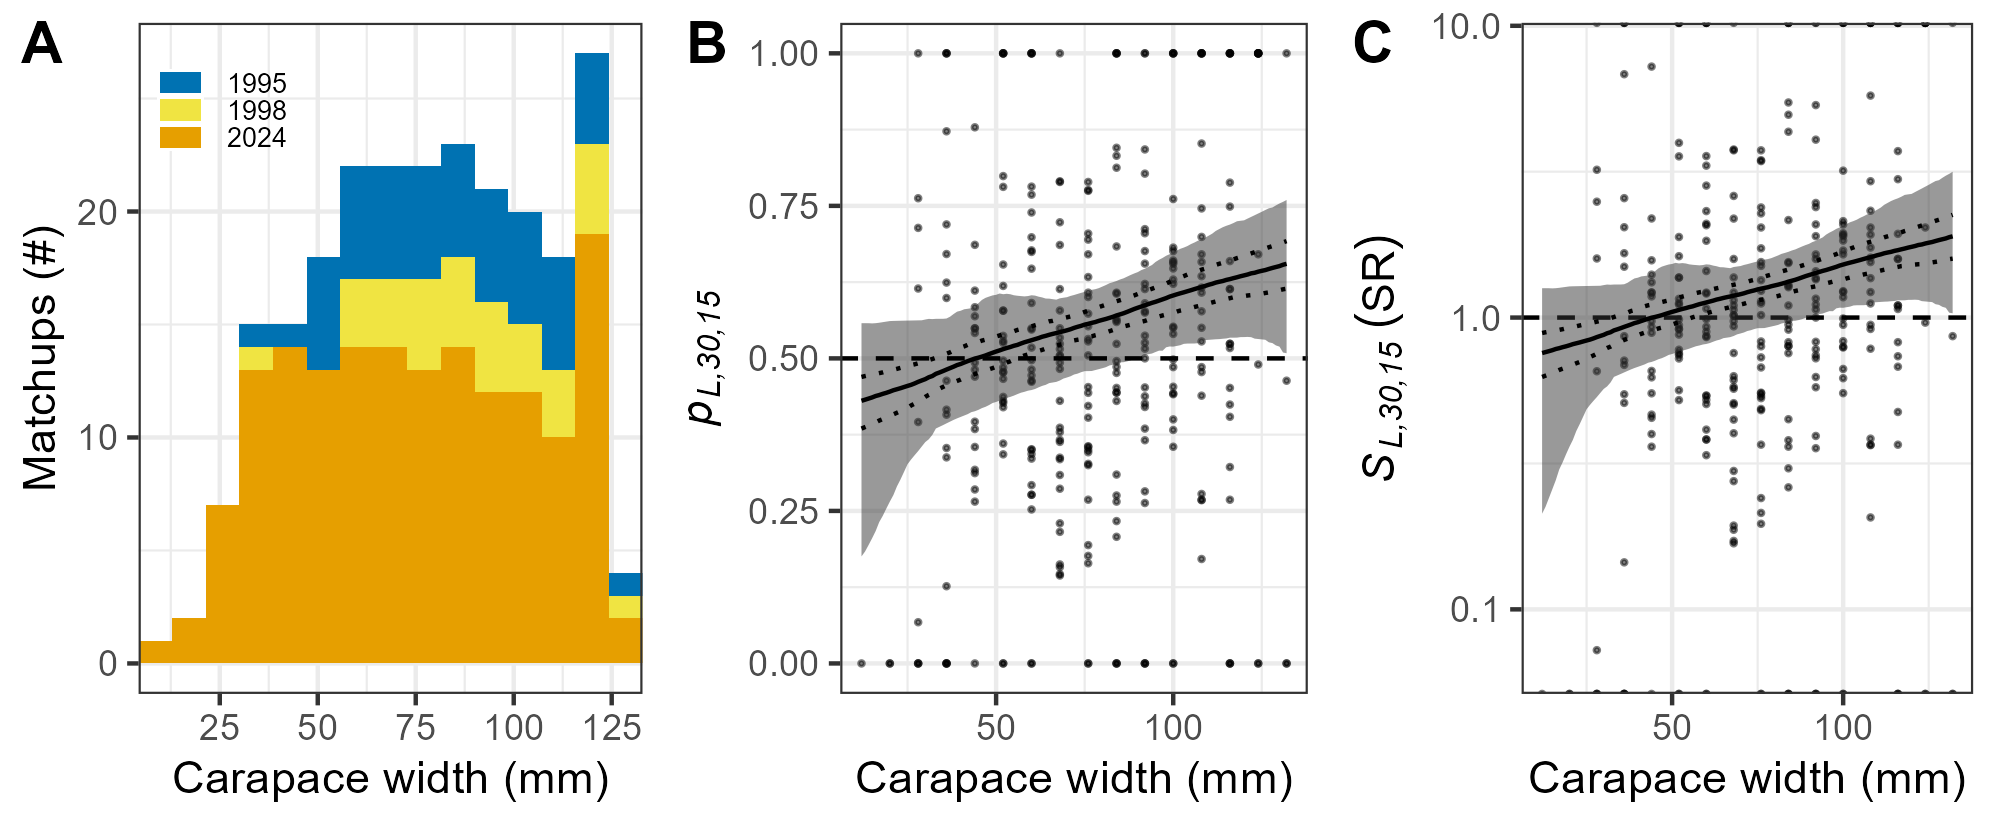 A
1995
1998
2024
20
10
0
Matchups (#)
25 50 75 100 125
Carapace width (mm)
B
1.00
0.75
0.50
0.25
0.00
pL,30,15
50 100
Carapace width (mm)
C
10.0
1.0
0.1
SL,30,15 (SR)
50 100
Carapace width (mm)